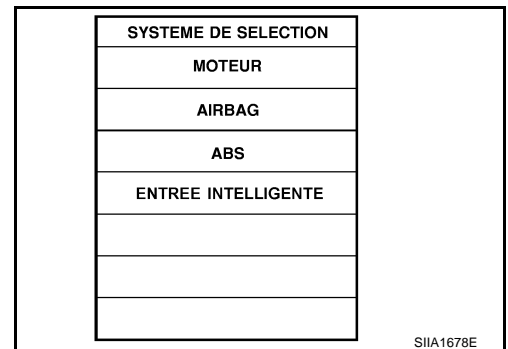 SYSTEME DE SELECTION
MOTEUR
AIRBAG
ABS
ENTREE INTELLIGENTE
SIIA1678E